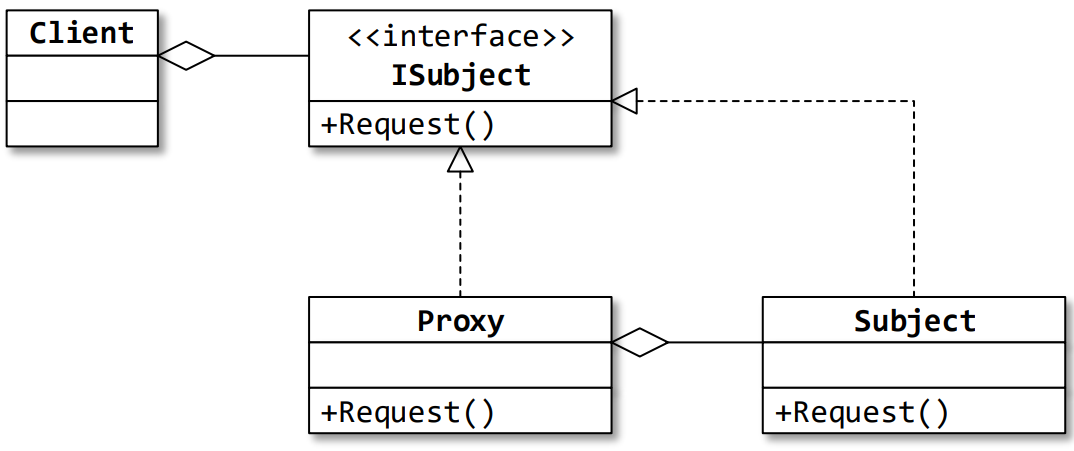 Client
<<interface>>
ISubject
+Request()
Proxy
+Request()
Subject
+Request()